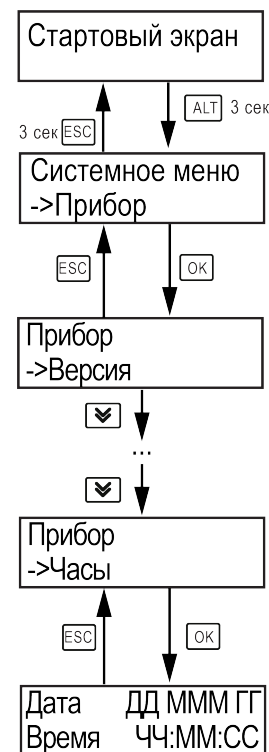 Стартовый экран
ALT 3 сек
3 сек ESC
Системное меню
->Прибор
ESC OK
Прибор
->Версия
...
Прибор
->Часы
ESC OK
Дата ДД МММ ГГ
Время ЧЧ:ММ:СС